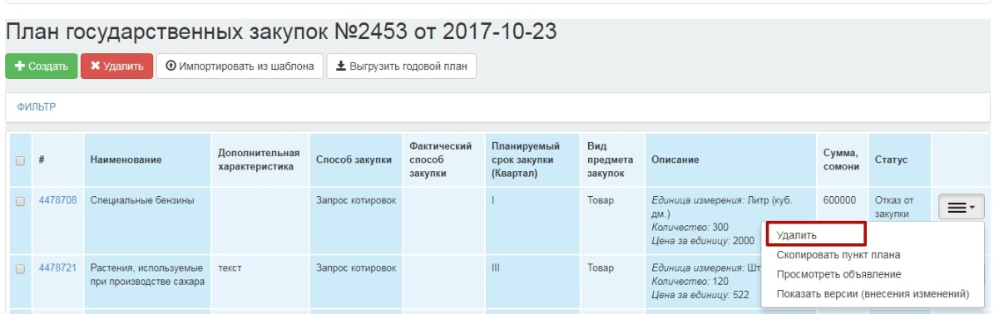 План государственных закупок №2453 от 2017-10-23
Создать Удалить Импортировать из шаблона Выгрузить годовой план
ФИЛЬТР
# Наименование Дополнительная характеристика Способ закупки Фактический способ закупки Планируемый срок закупки (Квартал) Вид предмета закупок Описание Сумма, сомони Статус
4478708 Специальные бензины Запрос котировок I Товар Единица измерения: Литр (куб. дм.) 600000 Отказ от закупки
Количество: 300
Цена за единицу: 2000
Удалить
Скопировать пункт плана
Просмотреть объявление
Показать версии (внесения изменений)
4478721 Растения, используемые при производстве сахара текст Запрос котировок III Товар Единица измерения:
Количество: 120
Цена за единицу: 522